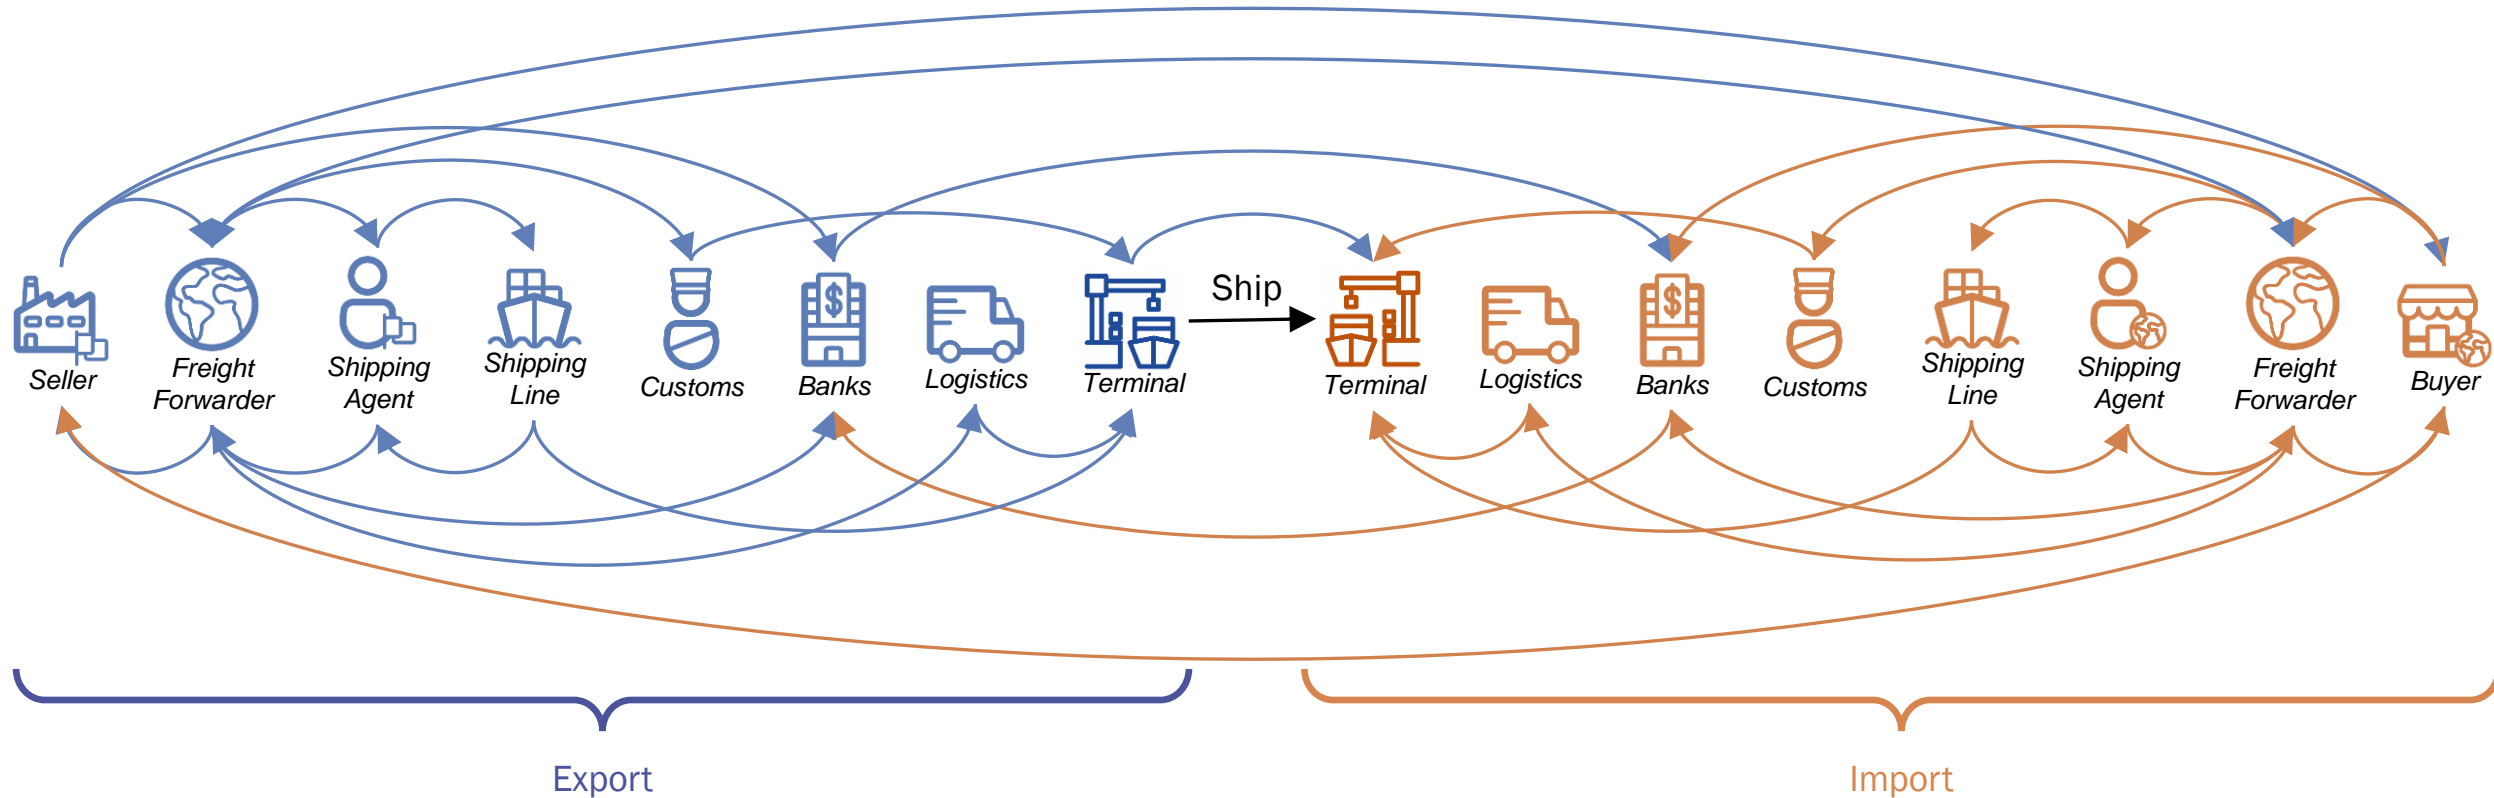 Ship
Seller
Freight
Forwarder
Shipping
Agent
Shipping
Line
Customs
Banks
$
Logistics
Terminal
Terminal
Logistics
Banks
$
Customs
Shipping
Line
Shipping
Agent
Freight
Forwarder
Buyer
Export
Import